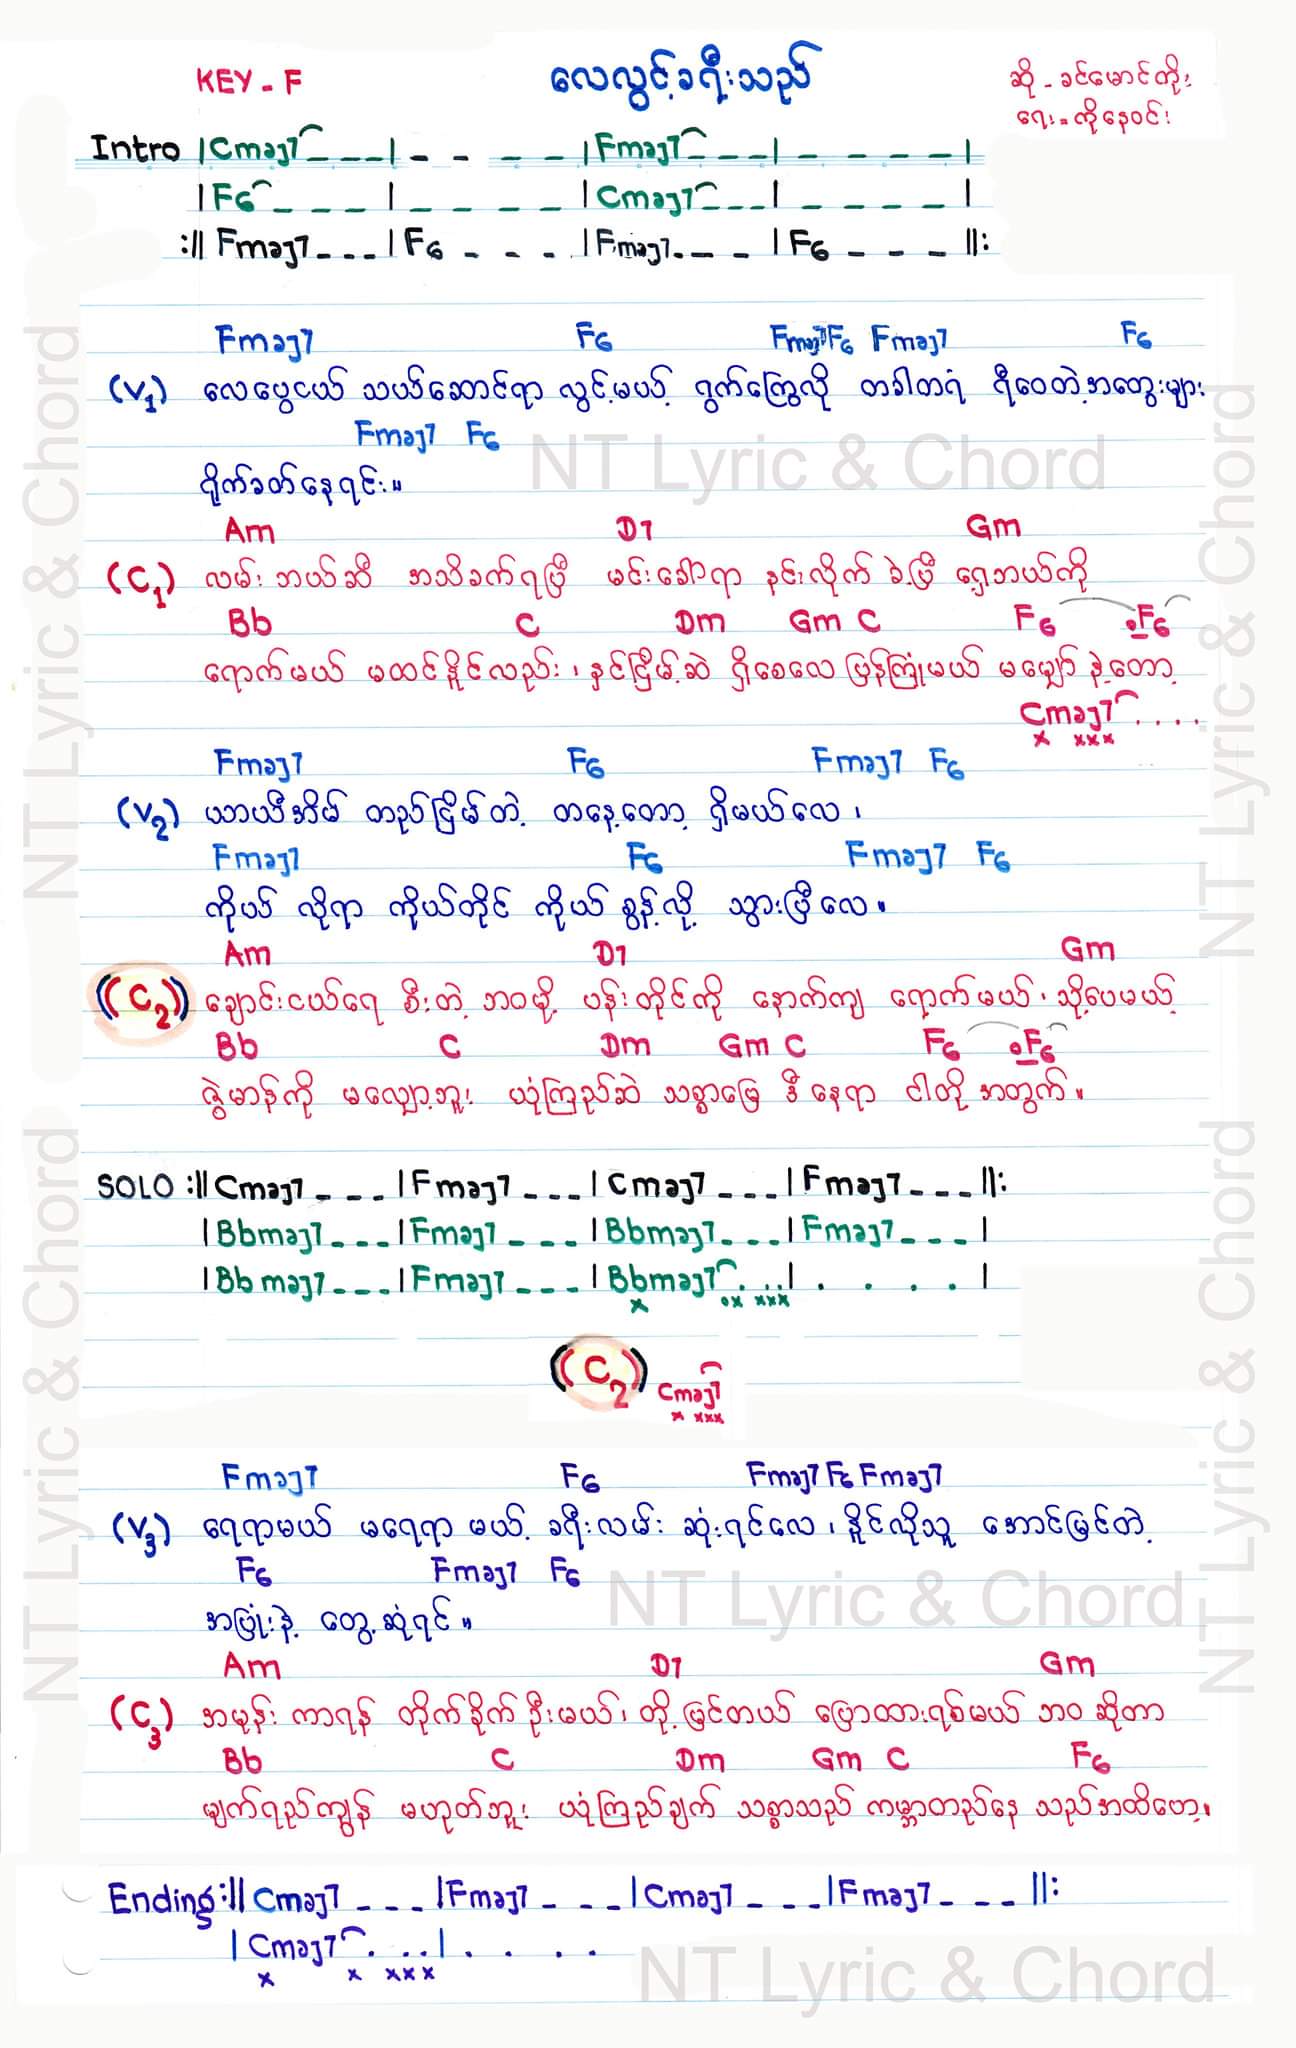 KEY - F
လေလွင့်ခရီးသည်
ဆို - ခင်မောင်တိုး
ရေး - ကိုနေဝင်း
Intro |Cmaj7 _ _ _| - - - - |Fmaj7 _ _ _| - - - - |
|F6 _ _ _ | _ _ _ _ |Cmaj7 _ _ _| _ _ _ _ |
:|| Fmaj7 _ _ _ |F6 - - - |Fmaj7 - - - |F6 - - - ||:
Fmaj7 F6 Fmaj7 F6 Fmaj7 F6
(V1) လေပွေငယ် သယ်ဆောင်ရာ လွင့်မယ့် ရွက်ကြွေလို တခါတရံ ရီဝေတဲ့အတွေးများ
Fmaj7 F6
ရိုက်ခတ်နေရင်း။
Am D7 Gm
(C1) လမ်းဘယ်ဆီ အသိခက်ရပြီ မင်းခေါ်ရာ နင်းလိုက်ခဲ့ပြီ ရှေ့ဘယ်ကို
Bb C Dm Gm C F6 .F6
ရောက်မယ် မထင်နိူင်လည်း၊ နှင်ငြိမ့်ဆဲ ရှိစေလေ ပြန်ကြုံမယ် မမျှော်နဲ့တော့
Cmaj7 . . . .
x xxx
Fmaj7 F6 Fmaj7 F6
(V2) ယာယီအိမ် တည်ငြိမ်တဲ့ တနေ့တော့ ရှိမယ်လေ၊
Fmaj7 F6 Fmaj7 F6
ကိုယ် လိုရာ ကိုယ်တိုင် ကိုယ် စွန့်လို့ သွားပြီလေ။
Am D7 Gm
(C2) ချောင်းငယ်ရေ စီးတဲ့ ဘဝမို့ ပန်းတိုင်ကို နောက်ကျ ရောက်မယ်၊ သို့ပေမယ့်
Bb C Dm Gm C F6 .F6
ဇွဲမာန်ကို မလျှော့ဘူး ယုံကြည်ဆဲ သစ္စာမြေ ဒီနေရာ ငါတို့အတွက်။
SOLO :|| Cmaj7 _ _ _ |Fmaj7 _ _ _ | Cmaj7 _ _ _ | Fmaj7 _ _ _ ||:
|Bbmaj7 _ _ _ |Fmaj7 _ _ _ |Bbmaj7 _ _ _ |Fmaj7 _ _ _ |
|Bbmaj7 _ _ _ |Fmaj7 _ _ _ |Bbmaj7 . . . .| . . . . |
x ox xxx
(C2) Cmaj7
x xxx
Fmaj7 F6 Fmaj7 F6 Fmaj7
(V3) ရေရာမယ် မရေရာ မယ့် ခရီးလမ်း ဆုံးရင်လေ၊ နိူင်လိုသူ အောင်မြင်တဲ့
F6 Fmaj7 F6
အပြုံးနဲ့ တွေ့ဆုံရင်။
Am D7 Gm
(C3) အမုန်း ကာရန် တိုက်ခိုက်ဦးမယ်၊ တို့မြင်တယ် ပြောထားရစ်မယ် ဘဝဆိုတာ
Bb C Dm Gm C F6
မျက်ရည်ကျွန် မဟုတ်ဘူး ယုံကြည်ချက် သစ္စာသည် ကမ္ဘာတည်နေ သည်အထိပေါ့။
Ending :|| Cmaj7 _ _ _ |Fmaj7 - - - |Cmaj7 - - - |Fmaj7 - - - ||:
| Cmaj7 . . . .| . . . .
x x xxx
NT Lyric & Chord
NT Lyric & Chord
NT Lyric & Chord
NT Lyric & Chord
NT Lyric & Chord
NT Lyric & Chord
NT Lyric & Chord